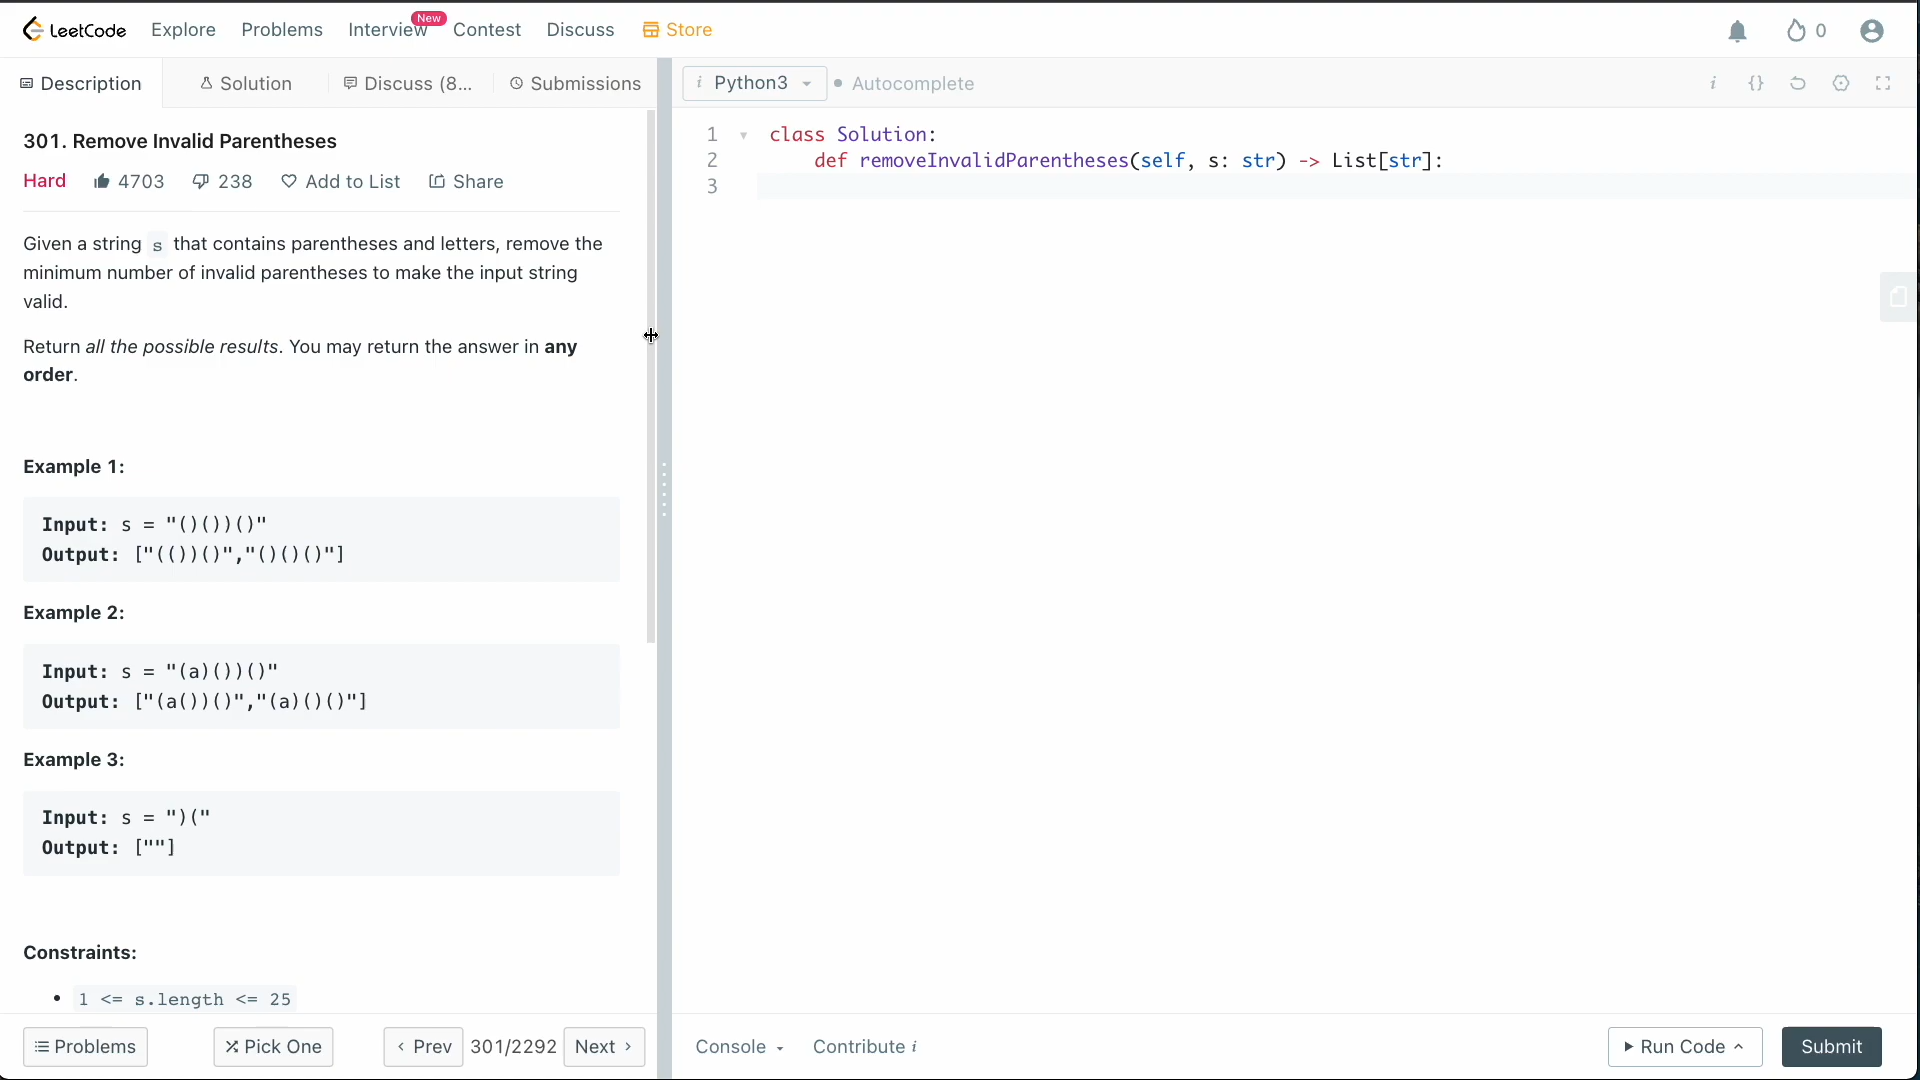 LeetCode Explore Problems Interview New Contest Discuss Store 0
Description Solution Discuss (8... Submissions
301. Remove Invalid Parentheses
Hard 4703 238 Add to List Share
Given a string s that contains parentheses and letters, remove the
minimum number of invalid parentheses to make the input string
valid.
Return all the possible results. You may return the answer in any
order.
Example 1:
Input: s = "()())()"
Output: ["(())()","()()()"]
Example 2:
Input: s = "(a)())()"
Output: ["(a())()","(a)()()"]
Example 3:
Input: s = ")("
Output: [""]
Constraints:
• 1 <= s.length <= 25
Problems Pick One Prev 301/2292 Next
i Python3 Autocomplete i {}
1 class Solution:
2 def removeInvalidParentheses(self, s: str) -> List[str]:
3
Console Contribute i Run Code Submit